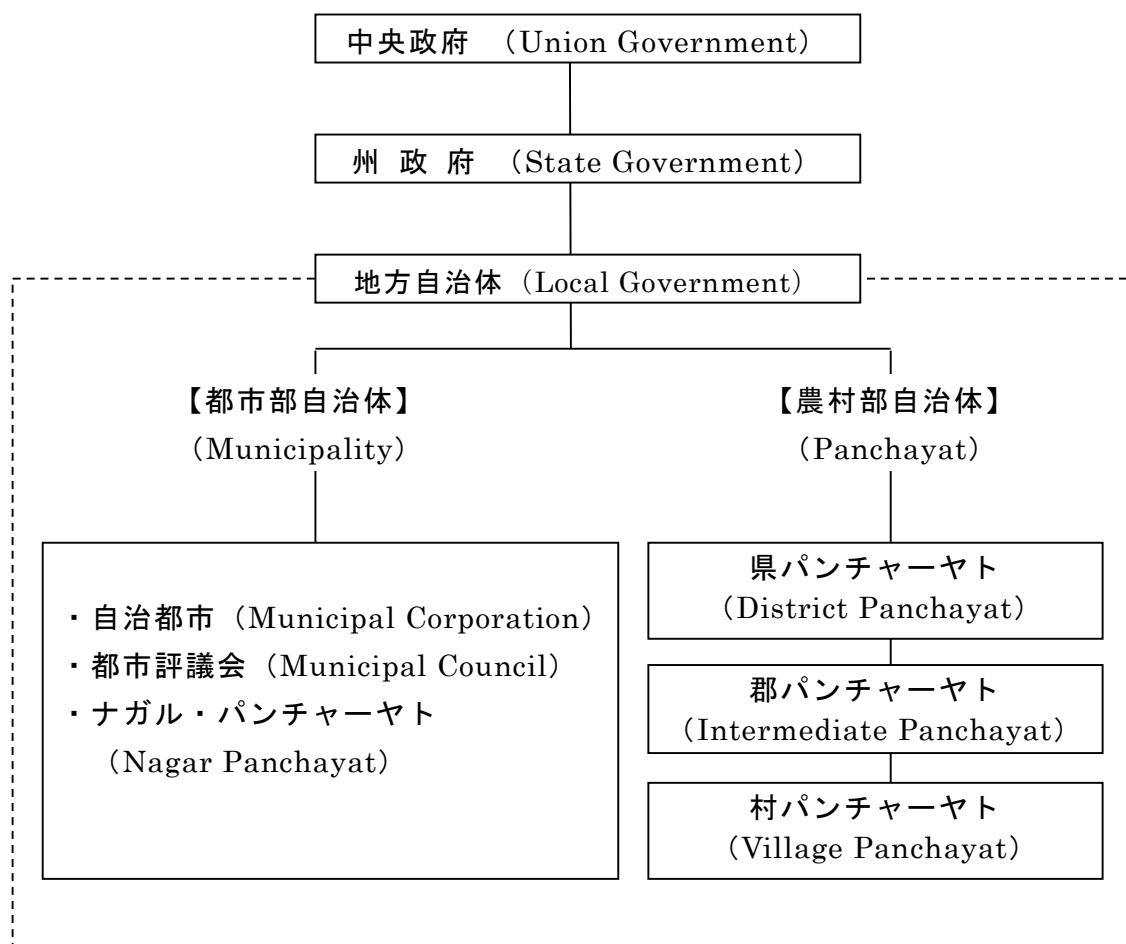 中央政府 （Union Government）
州 政 府 （State Government）
地方自治体（Local Government）
【都市部自治体】
（Municipality）
・自治都市（Municipal Corporation）
・都市評議会（Municipal Council）
・ナガル・パンチャーヤト
（Nagar Panchayat）
【農村部自治体】
（Panchayat）
県パンチャーヤト
（District Panchayat）
郡パンチャーヤト
（Intermediate Panchayat）
村パンチャーヤト
（Village Panchayat）